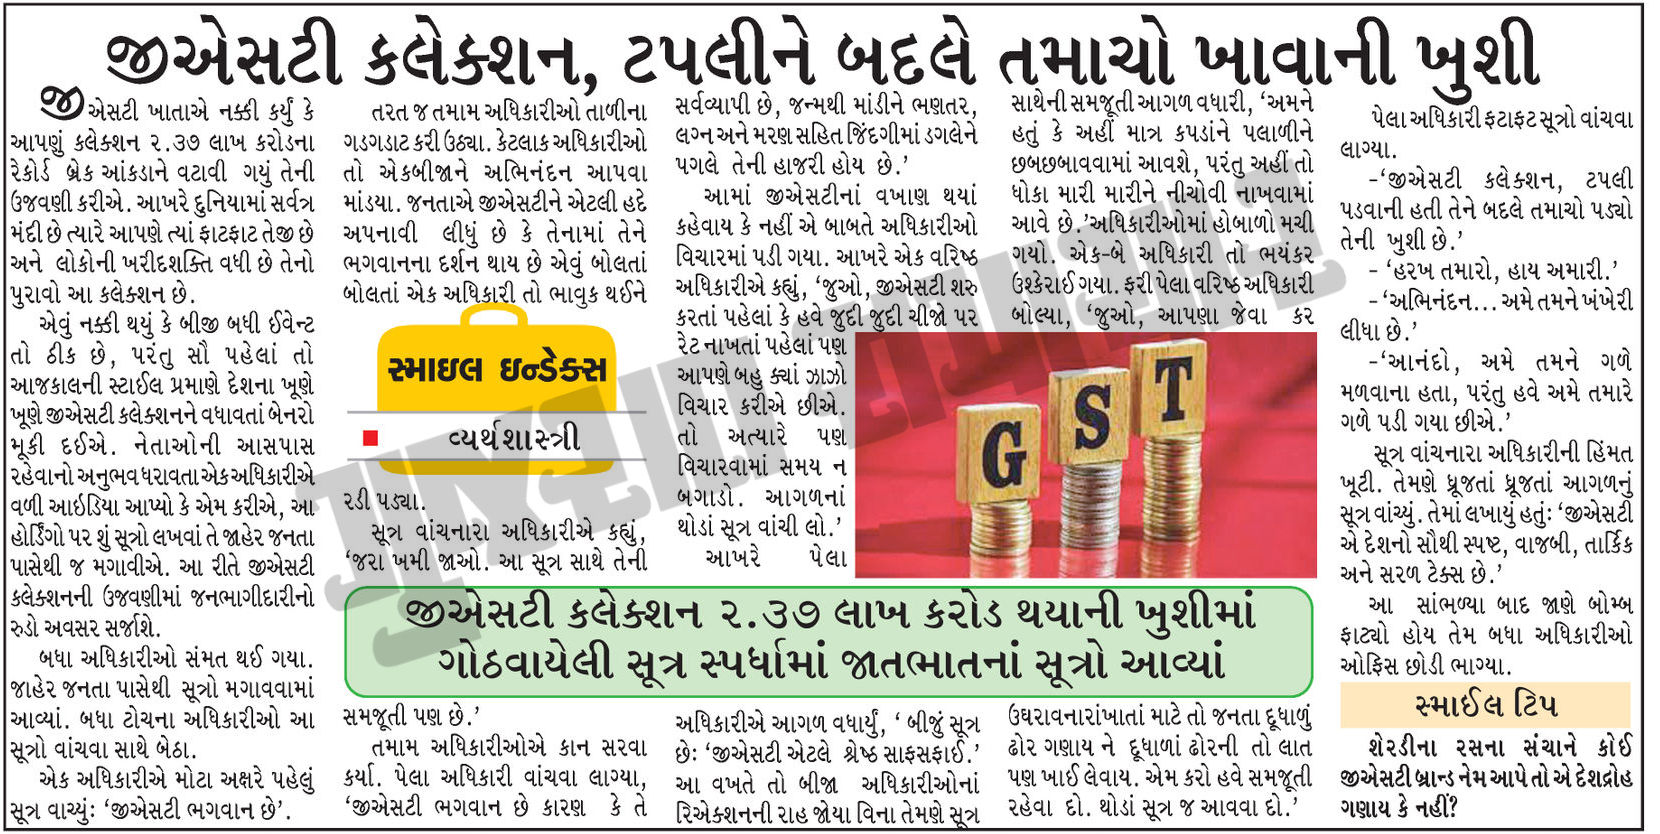 જીએસટી કલેક્શન, ટપલીને બદલે તમાચો ખાવાની ખુશી
જીએસટી ખાતાએ નક્કી કર્યું કે
આપણું કલેક્શન ૨.૩૭ લાખ કરોડના
રેકોર્ડ બ્રેક આંકડાને વટાવી ગયું તેની
ઉજવણી કરીએ. આખરે દુનિયામાં સર્વત્ર
મંદી છે ત્યારે આપણે ત્યાં ફાટફાટ તેજી છે
અને લોકોની ખરીદશક્તિ વધી છે તેનો
પુરાવો આ કલેક્શન છે.
એવું નક્કી થયું કે બીજી બધી ઈવેન્ટ
તો ઠીક છે, પરંતુ સૌ પહેલાં તો
આજકાલની સ્ટાઈલ પ્રમાણે દેશના ખૂણે
ખૂણે જીએસટી કલેક્શનને વધાવતાં બેનરો
મૂકી દઈએ. નેતાઓની આસપાસ
રહેવાનો અનુભવ ધરાવતા એક અધિકારીએ
વળી આઇડિયા આપ્યો કે એમ કરીએ, આ
હોર્ડિંગો પર શું સૂત્રો લખવાં તે જાહેર જનતા
પાસેથી જ મગાવીએ. આ રીતે જીએસટી
કલેક્શનની ઉજવણીમાં જનભાગીદારીનો
રુડો અવસર સર્જાશે.
બધા અધિકારીઓ સંમત થઈ ગયા.
જાહેર જનતા પાસેથી સૂત્રો મગાવવામાં
આવ્યાં. બધા ટોચના અધિકારીઓ આ
સૂત્રો વાંચવા સાથે બેઠા.
એક અધિકારીએ મોટા અક્ષરે પહેલું
સૂત્ર વાચ્યુંઃ 'જીએસટી ભગવાન છે'.
તરત જ તમામ અધિકારીઓ તાળીના
ગડગડાટ કરી ઉઠ્યા. કેટલાક અધિકારીઓ
તો એકબીજાને અભિનંદન આપવા
માંડયા. જનતાએ જીએસટીને એટલી હદે
અપનાવી લીધું છે કે તેનામાં તેને
ભગવાનના દર્શન થાય છે એવું બોલતાં
બોલતાં એક અધિકારી તો ભાવુક થઈને
સ્માઇલ ઇન્ડેક્સ
વ્યર્થશાસ્ત્રી
રડી પડ્યા.
સૂત્ર વાંચનારા અધિકારીએ કહ્યું,
'જરા ખમી જાઓ. આ સૂત્ર સાથે તેની
જીએસટી કલેક્શન ૨.૩૭ લાખ કરોડ થયાની ખુશીમાં
ગોઠવાયેલી સૂત્ર સ્પર્ધામાં જાતભાતનાં સૂત્રો આવ્યાં
સમજૂતી પણ છે.'
તમામ અધિકારીઓએ કાન સરવા
કર્યા. પેલા અધિકારી વાંચવા લાગ્યા,
'જીએસટી ભગવાન છે કારણ કે તે
સર્વવ્યાપી છે, જન્મથી માંડીને ભણતર,
લગ્ન અને મરણ સહિત જિંદગીમાં ડગલેને
પગલે તેની હાજરી હોય છે.'
આમાં જીએસટીનાં વખાણ થયાં
કહેવાય કે નહીં એ બાબતે અધિકારીઓ
વિચારમાં પડી ગયા. આખરે એક વરિષ્ઠ
અધિકારીએ કહ્યું, 'જુઓ, જીએસટી શરુ
કરતાં પહેલાં કે હવે જુદી જુદી ચીજો પર
રેટ નાખતાં પહેલાં પણ
આપણે બહુ ક્યાં ઝાઝો
વિચાર કરીએ છીએ.
તો અત્યારે પણ
વિચારવામાં સમય ન
બગાડો. આગળનાં
થોડાં સૂત્ર વાંચી લો.'
આખરે પેલા
અધિકારીએ આગળ વધાર્યું, ' બીજું સૂત્ર
છેઃ 'જીએસટી એટલે શ્રેષ્ઠ સાફસફાઈ.'
આ વખતે તો બીજા અધિકારીઓનાં
રિએક્શનની રાહ જોયા વિના તેમણે સૂત્ર
સાથેની સમજૂતી આગળ વધારી, 'અમને
હતું કે અહીં માત્ર કપડાંને પલાળીને
છબછબાવવામાં આવશે, પરંતુ અહીં તો
ધોકા મારી મારીને નીચોવી નાખવામાં
આવે છે.'અધિકારીઓમાં હોબાળો મચી
ગયો. એક-બે અધિકારી તો ભયંકર
ઉશ્કેરાઈ ગયા. ફરી પેલા વરિષ્ઠ અધિકારી
બોલ્યા, 'જુઓ, આપણા જેવા કર
GST
ઉઘરાવનારાંખાતાં માટે તો જનતા દૂધાળું
ઢોર ગણાય ને દૂધાળાં ઢોરની તો લાત
પણ ખાઈ લેવાય. એમ કરો હવે સમજૂતી
રહેવા દો. થોડાં સૂત્ર જ આવવા દો.'
પેલા અધિકારી ફટાફટ સૂત્રો વાંચવા
લાગ્યા.
-'જીએસટી કલેક્શન, ટપલી
પડવાની હતી તેને બદલે તમાચો પડ્યો
તેની ખુશી છે.'
- 'હરખ તમારો, હાય અમારી.'
- 'અભિનંદન... અમે તમને ખંખેરી
લીધા છે.'
-'આનંદો, અમે તમને ગળે
મળવાના હતા, પરંતુ હવે અમે તમારે
ગળે પડી ગયા છીએ.'
સૂત્ર વાંચનારા અધિકારીની હિંમત
ખૂટી. તેમણે ધ્રૂજતાં ધ્રૂજતાં આગળનું
સૂત્ર વાંચ્યું. તેમાં લખાયું હતુંઃ 'જીએસટી
એ દેશનો સૌથી સ્પષ્ટ, વાજબી, તાર્કિક
અને સરળ ટેક્સ છે.'
આ સાંભળ્યા બાદ જાણે બોમ્બ
ફાટ્યો હોય તેમ બધા અધિકારીઓ
ઓફિસ છોડી ભાગ્યા.
સ્માઈલ ટિપ
શેરડીના રસના સંચાને કોઈ
જીએસટી બ્રાન્ડ નેમ આપે તો એ દેશદ્રોહ
ગણાય કે નહીં?
ગુજરાત સમાચાર